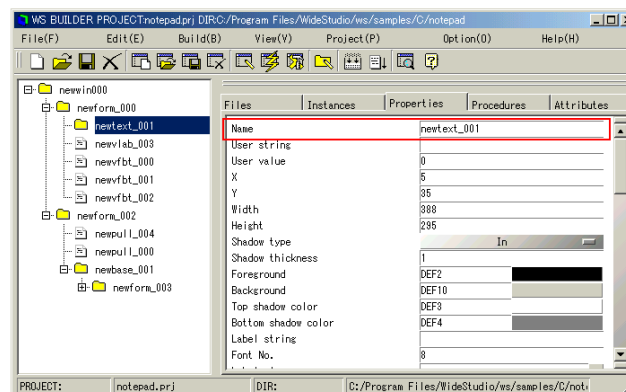 WS BUILDER PROJECT:notepad.prj DIR:C:/Program Files/WideStudio/ws/samples/C/notepad
File(F) Edit(E) Build(B) View(V) Project(P) Option(O) Help(H)
newwin000
newform_000
newtext_001
newvlab_003
newvfbt_000
newvfbt_001
newvfbt_002
newform_002
newpull_004
newpull_000
newbase_001
newform_003
Files Instances Properties Procedures Attributes
Name newtext_001
User string
User value 0
X 5
Y 35
Width 388
Height 295
Shadow type In
Shadow thickness 1
Foreground DEF2
Background DEF10
Top shadow color DEF3
Bottom shadow color DEF4
Label string
Font No. 8
PROJECT: notepad.prj DIR: C:/Program Files/WideStudio/ws/samples/C/not